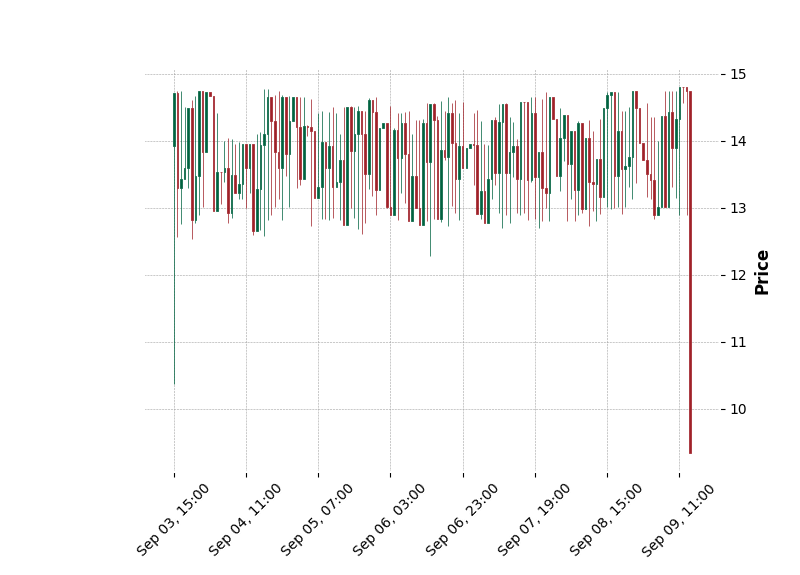 15
14
13
12
11
10
Price
Sep 03, 15:00
Sep 04, 11:00
Sep 05, 07:00
Sep 06, 03:00
Sep 06, 23:00
Sep 07, 19:00
Sep 08, 15:00
Sep 09, 11:00